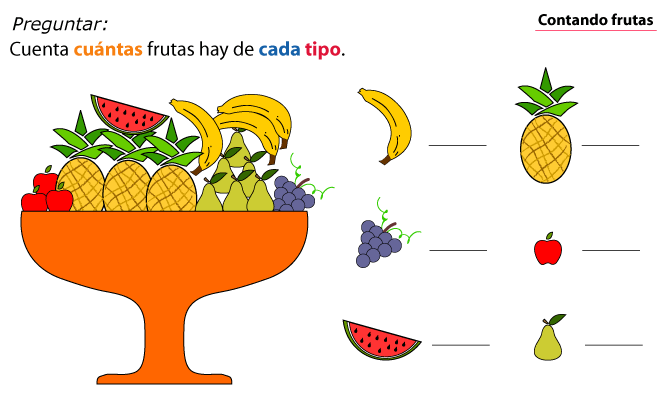 Preguntar:
Contando frutas
Cuenta cuántas frutas hay de cada tipo.